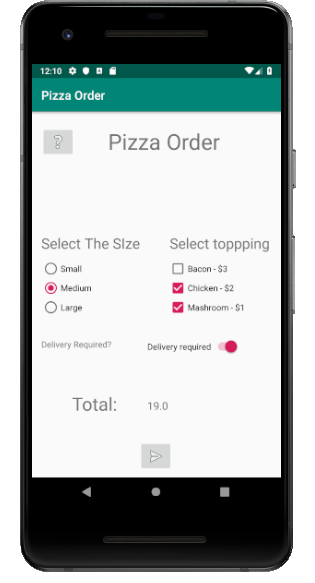 12:10
Pizza Order
Pizza Order
Select The SIze
Select toppping
Small
Bacon - $3
Medium
Chicken - $2
Large
Mashroom - $1
Delivery Required?
Delivery required
Total:
19.0